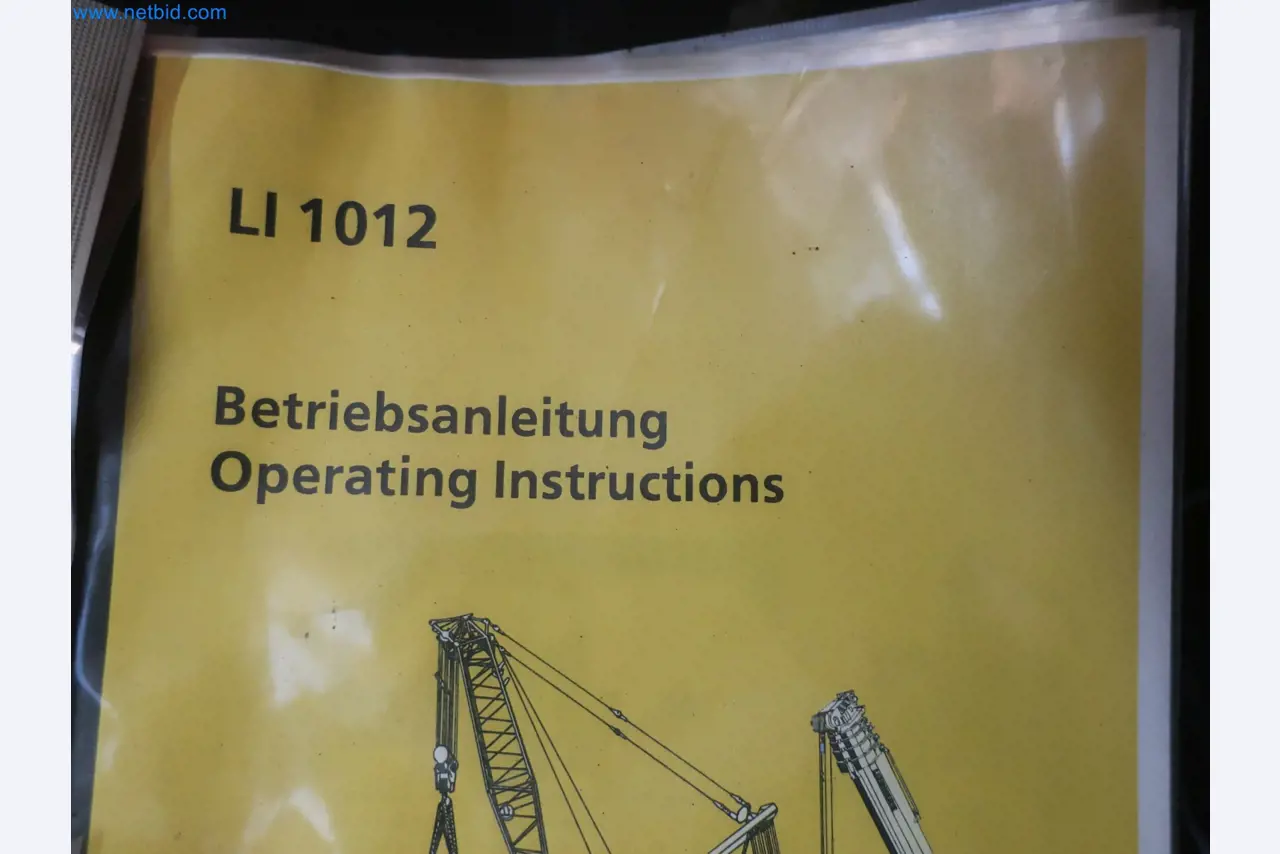 www.netbid.com
LI 1012
Betriebsanleitung
Operating Instructions